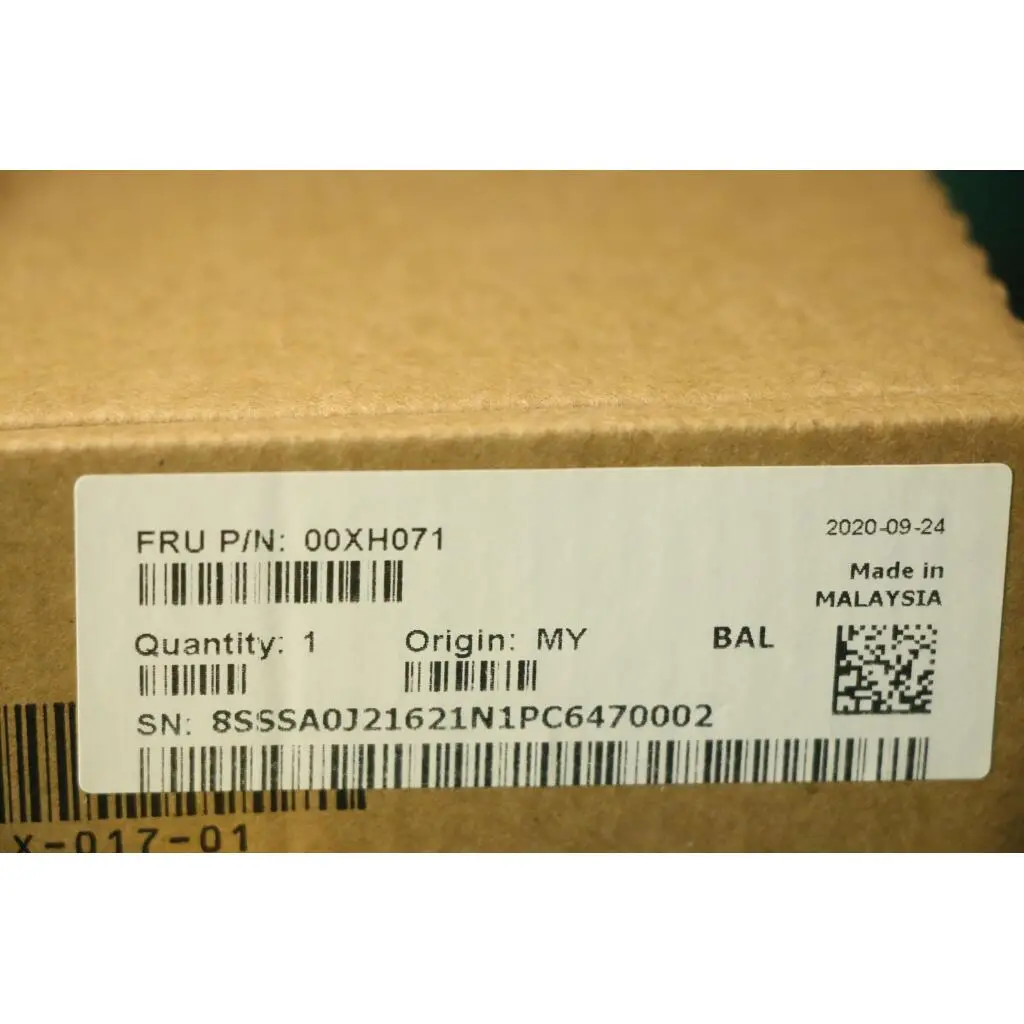 FRU P/N: 00XH071
2020-09-24
Made in
MALAYSIA
Quantity: 1 Origin: MY BAL
SN: 8SSSA0J21621N1PC6470002
X-017-01